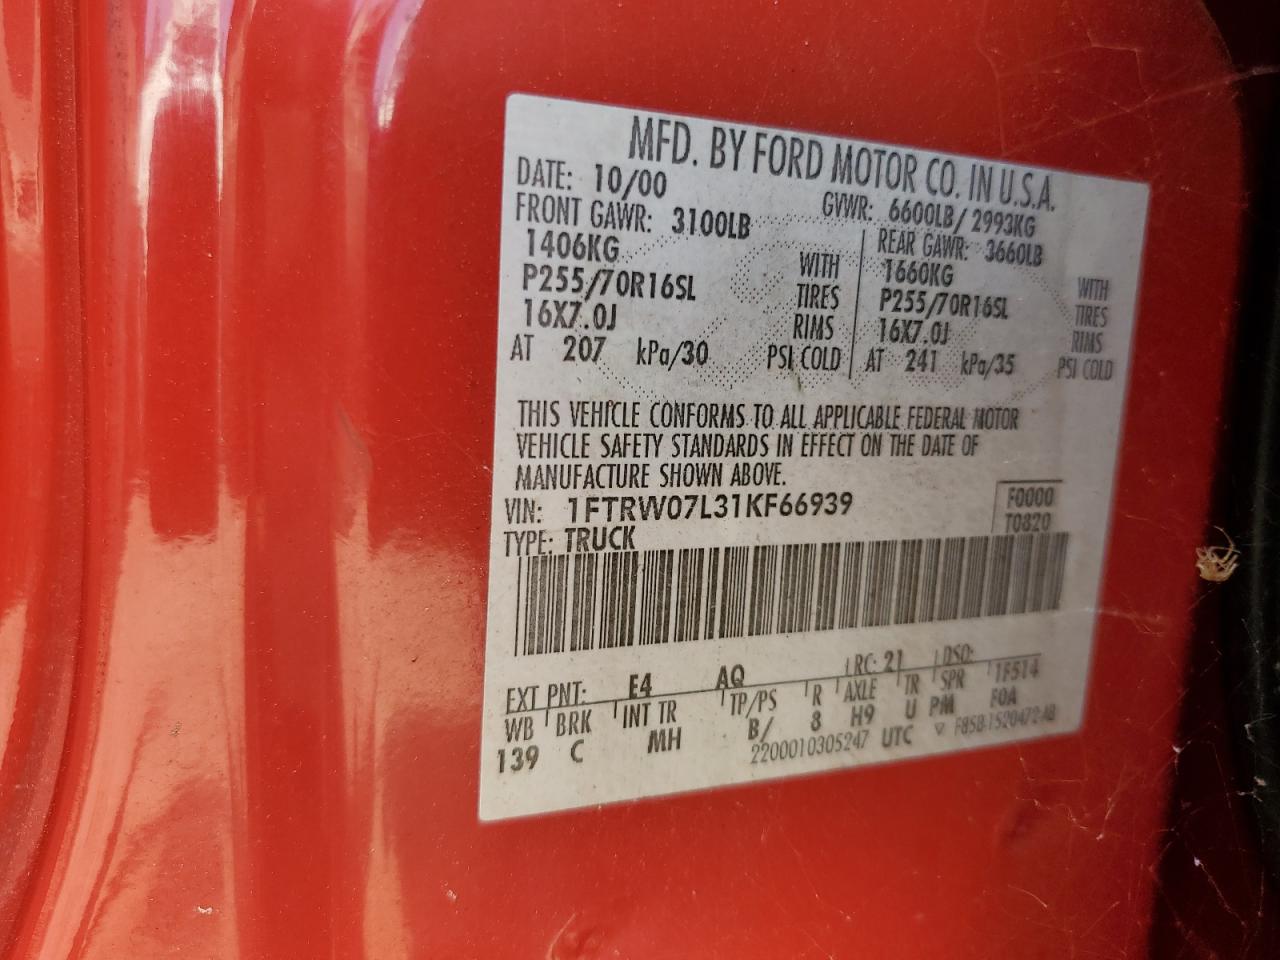 MFD. BY FORD MOTOR CO. IN U.S.A.
DATE: 10/00 GVWR: 6600LB/ 2993KG
FRONT GAWR: 3100LB REAR GAWR: 3660LB
1406KG WITH 1660KG WITH
P255/70R16SL TIRES P255/70R16SL TIRES
16X7.0J RIMS 16X7.0J RIMS
AT 207 kPa/30 PSI COLD AT 241 kPa/35 PSI COLD
THIS VEHICLE CONFORMS TO ALL APPLICABLE FEDERAL MOTOR
VEHICLE SAFETY STANDARDS IN EFFECT ON THE DATE OF
MANUFACTURE SHOWN ABOVE.
VIN: 1FTRW07L31KF66939 F0000
TYPE: TRUCK T0820
EXT PNT: E4 AQ RC: 21 DSO:
WB BRK INT TR TP/PS R AXLE TR SPR 1F514
139 C MH B/ 8 H9 U PM F0A
2200010305247 UTC